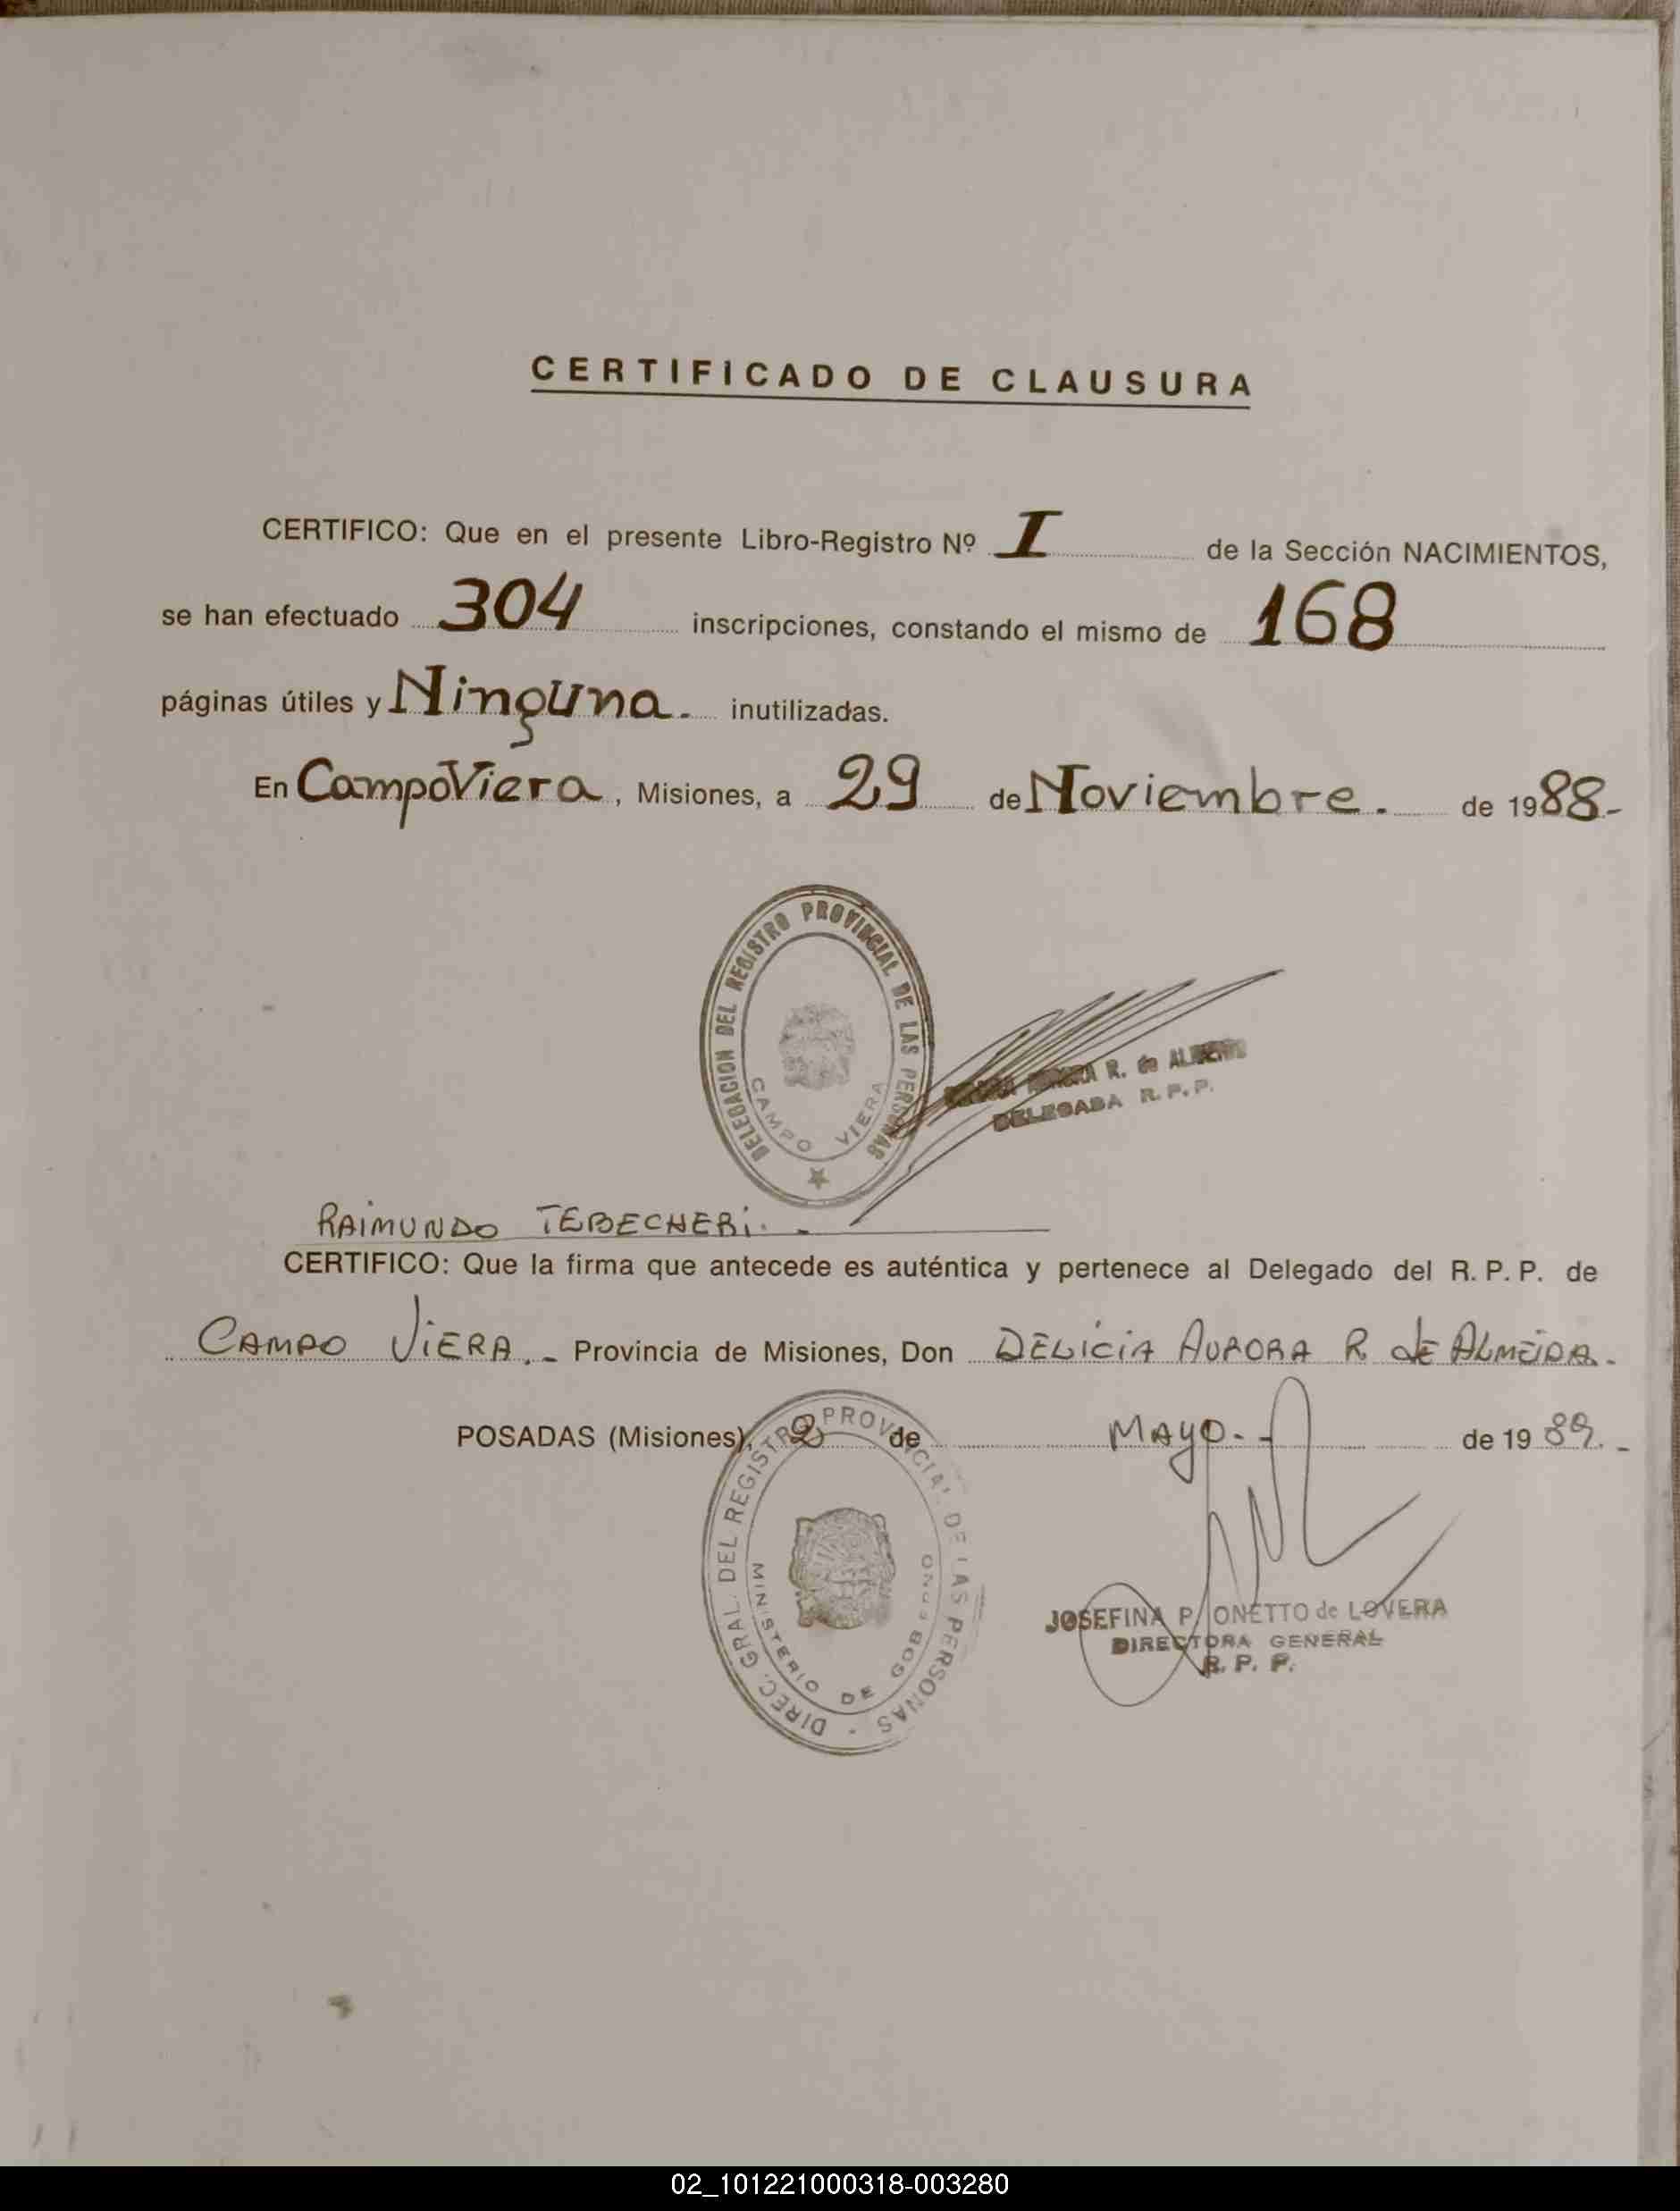 CERTIFICADO DE CLAUSURA
CERTIFICO: Que en el presente Libro-Registro Nº I de la Sección NACIMIENTOS,
se han efectuado 304 inscripciones, constando el mismo de 168
páginas útiles y Ninguna. inutilizadas.
En Campo Viera, Misiones, a 29 de Noviembre. de 1988-
DELEGACION DEL REGISTRO PROVINCIAL DE LAS PERSONAS
CAMPO VIERA
R. de
DELEGADA R. P. P.
RAIMUNDO TEBECHERI. -
CERTIFICO: Que la firma que antecede es auténtica y pertenece al Delegado del R. P. P. de
CAMPO VIERA. - Provincia de Misiones, Don DELICIA AURORA R de ALMEIDA.
POSADAS (Misiones), 2 de MAYO. - de 1989. -
DIREC. GRAL. DEL REGISTRO PROVINCIAL DE LAS PERSONAS -
MINISTERIO DE GOBIERNO
JOSEFINA P. ONETTO de LOVERA
DIRECTORA GENERAL
R. P. P.
02_101221000318-003280